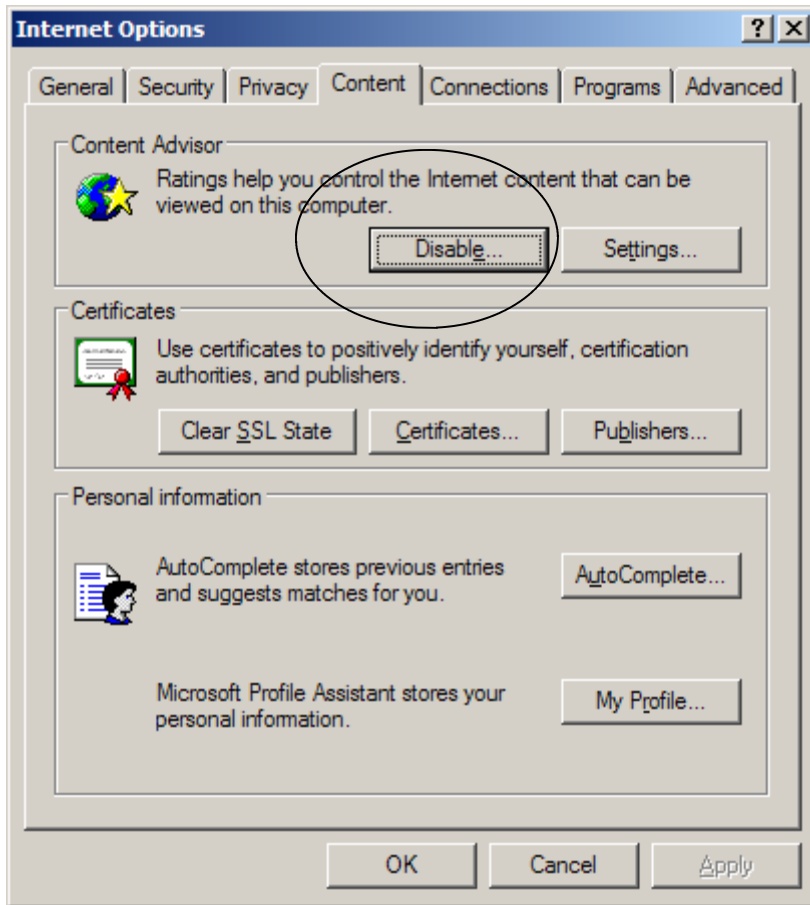 Internet Options
General Security Privacy Content Connections Programs Advanced
Content Advisor
Ratings help you control the Internet content that can be
viewed on this computer.
Disable... Settings...
Certificates
Use certificates to positively identify yourself, certification
authorities, and publishers.
Clear SSL State Certificates... Publishers...
Personal information
AutoComplete stores previous entries
and suggests matches for you.
AutoComplete...
Microsoft Profile Assistant stores your
personal information.
My Profile...
OK Cancel Apply